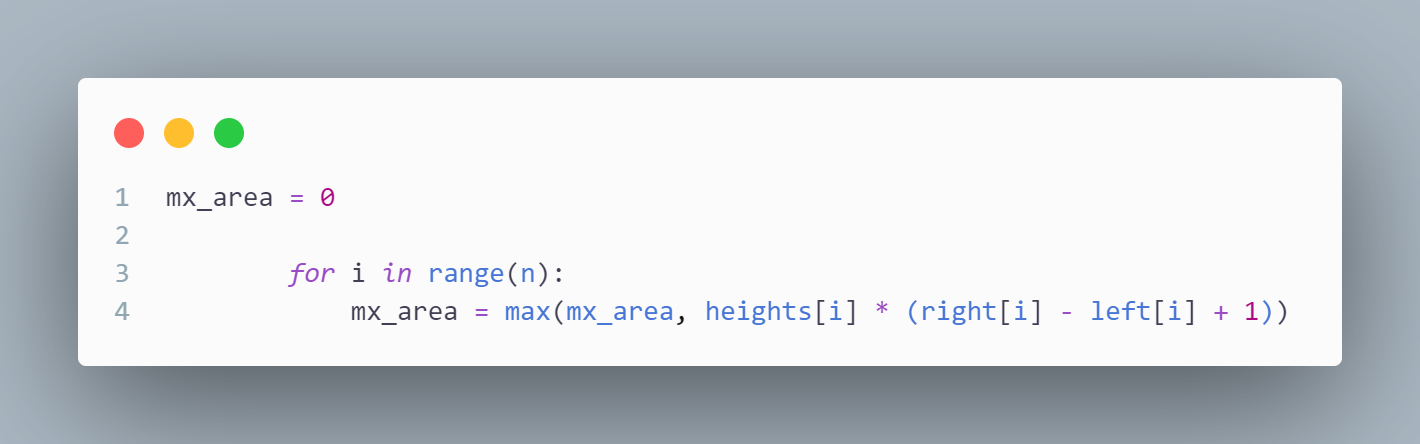 1 mx_area = 0
2
3         for i in range(n):
4             mx_area = max(mx_area, heights[i] * (right[i] - left[i] + 1))